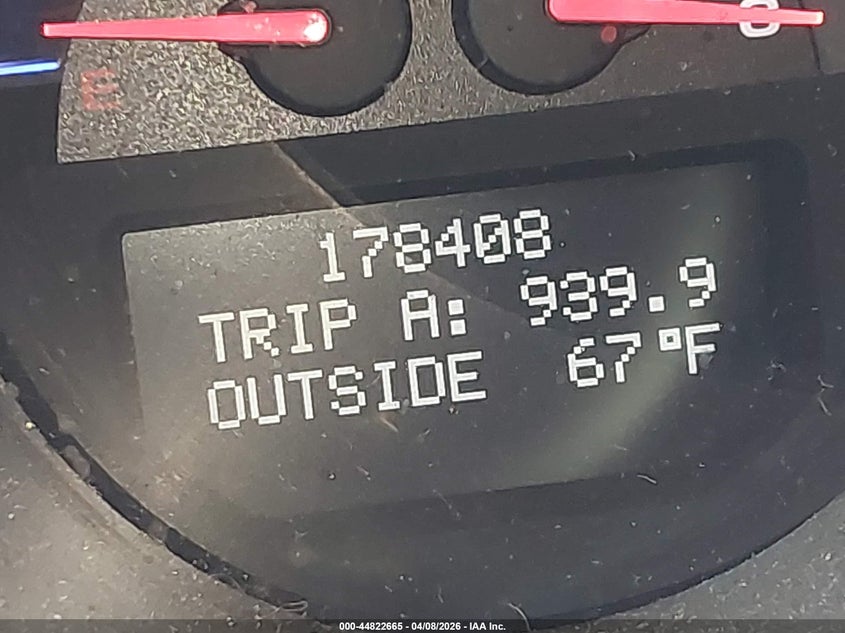 E
178408
TRIP A: 939.9
OUTSIDE 67°F
000-44822665 - 04/08/2026 - IAA Inc.